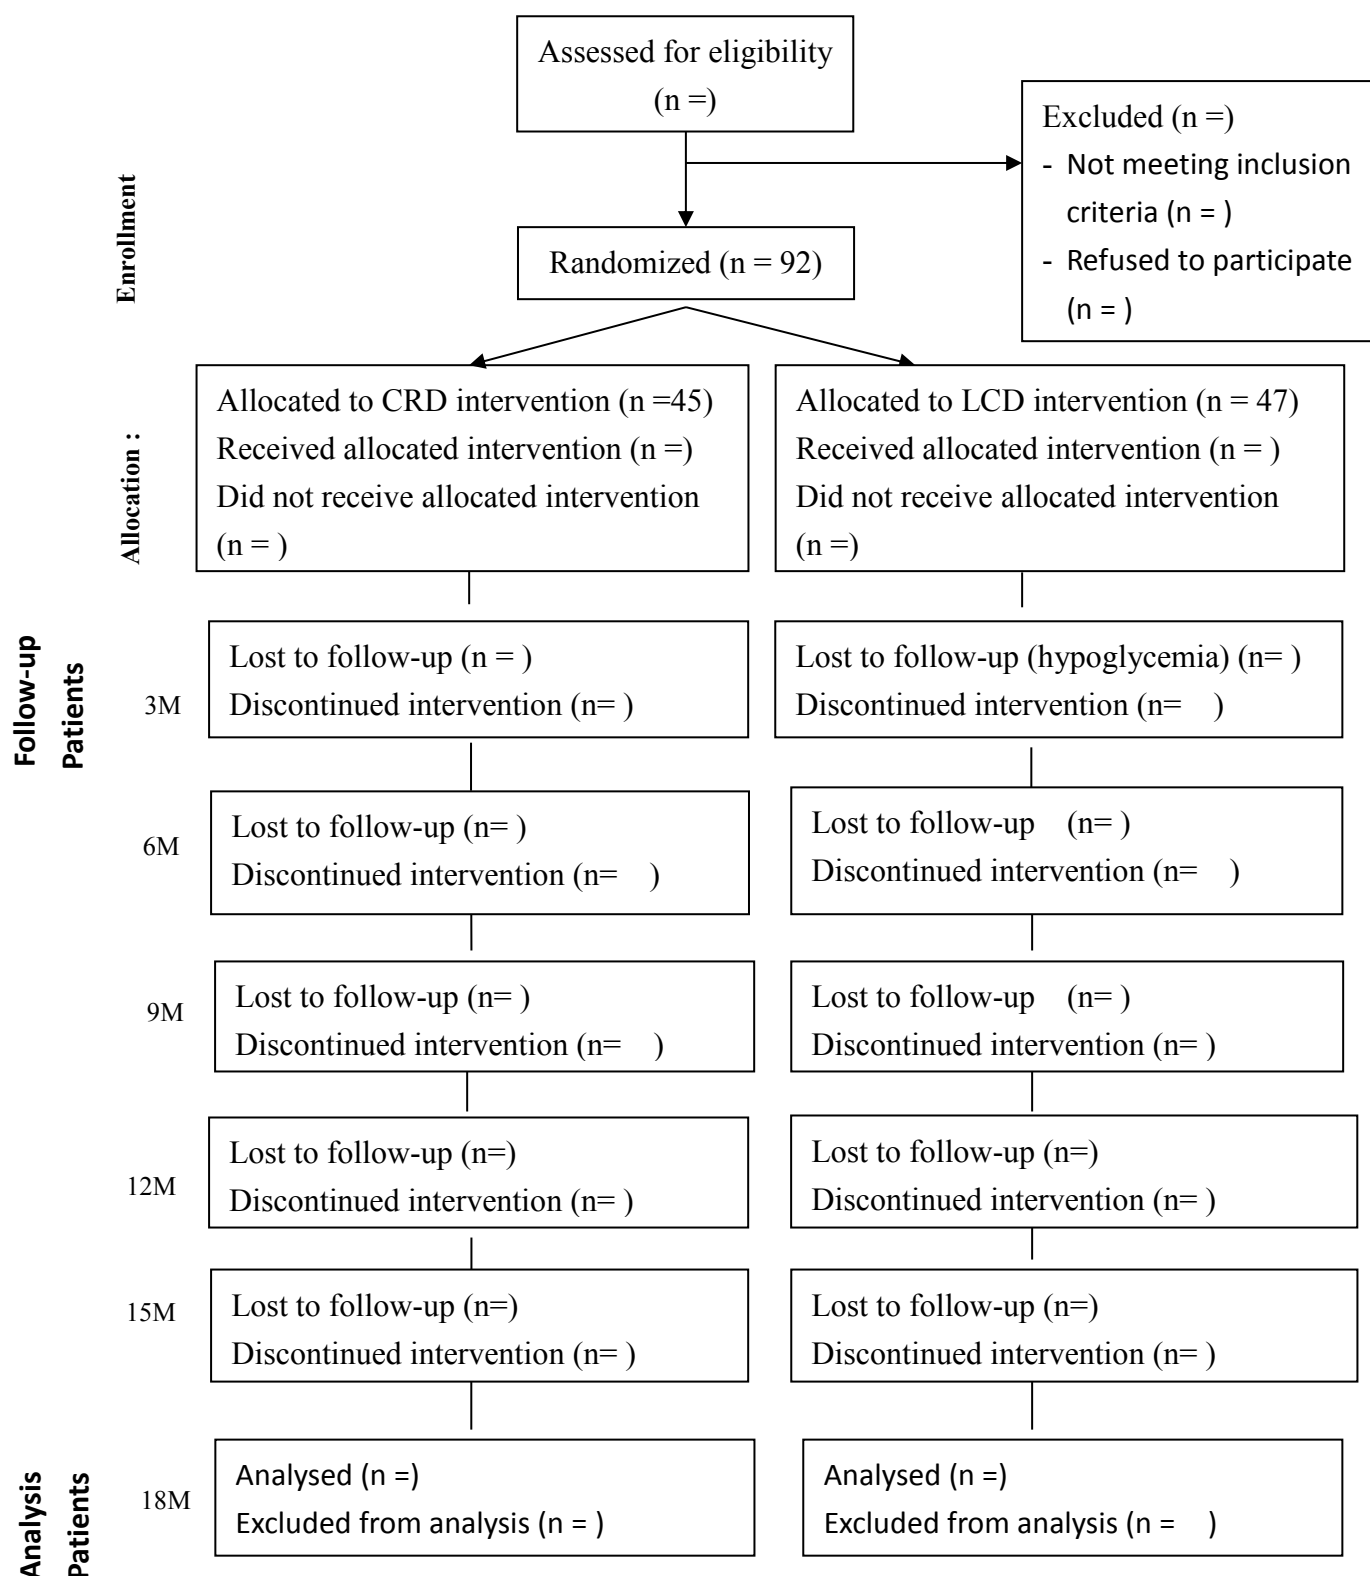 Assessed for eligibility
(n =)
Excluded (n =)
- Not meeting inclusion
criteria (n = )
- Refused to participate
(n = )
Enrollment
Randomized (n = 92)
Allocation :
Allocated to CRD intervention (n =45)
Received allocated intervention (n =)
Did not receive allocated intervention
(n = )
Allocated to LCD intervention (n = 47)
Received allocated intervention (n = )
Did not receive allocated intervention
(n =)
Follow-up
Patients
3M
Lost to follow-up (n = )
Discontinued intervention (n= )
Lost to follow-up (hypoglycemia) (n= )
Discontinued intervention (n=   )
6M
Lost to follow-up (n= )
Discontinued intervention (n=   )
Lost to follow-up   (n= )
Discontinued intervention (n=   )
9M
Lost to follow-up (n= )
Discontinued intervention (n=   )
Lost to follow-up   (n= )
Discontinued intervention (n= )
12M
Lost to follow-up (n=)
Discontinued intervention (n= )
Lost to follow-up (n=)
Discontinued intervention (n= )
15M
Lost to follow-up (n=)
Discontinued intervention (n= )
Lost to follow-up (n=)
Discontinued intervention (n= )
Analysis
Patients
18M
Analysed (n =)
Excluded from analysis (n = )
Analysed (n =)
Excluded from analysis (n =   )